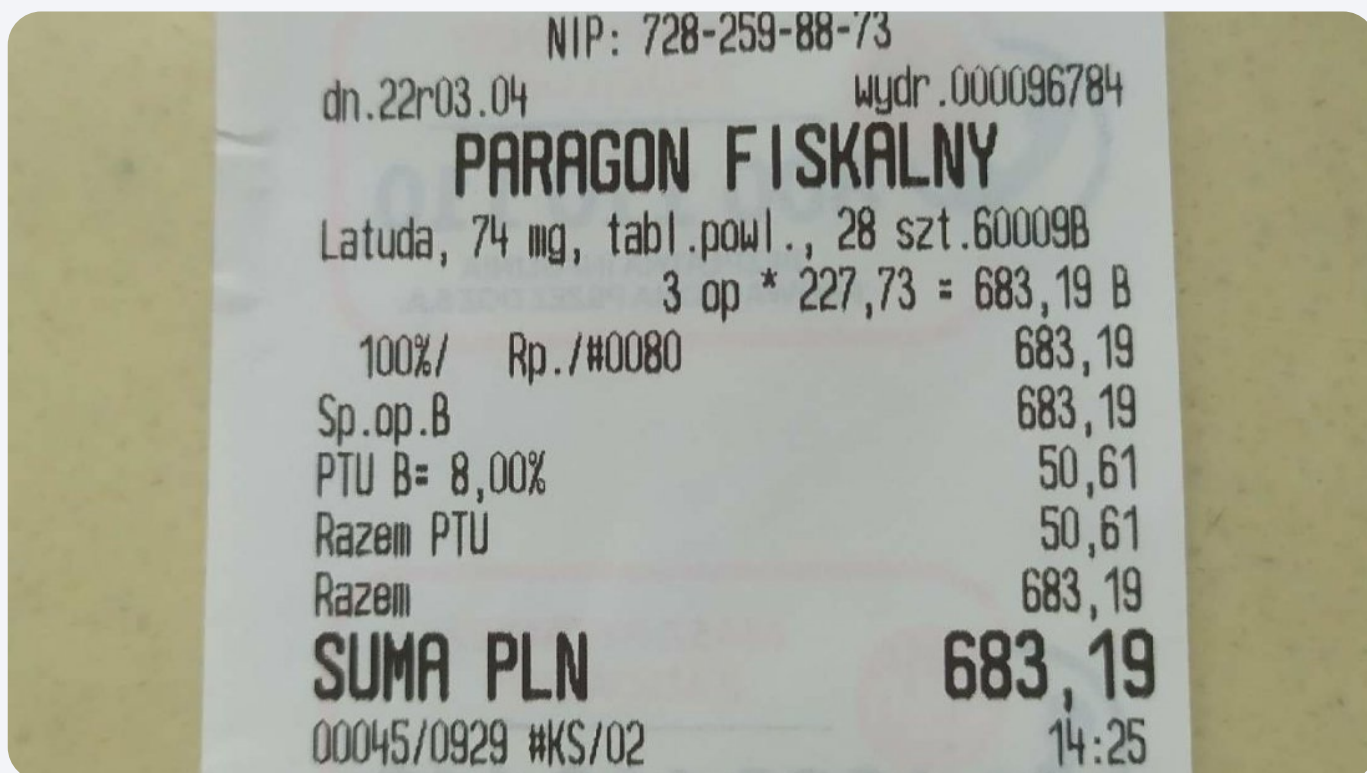 NIP: 728-259-88-73
dn.22r03.04 wydr.000096784
PARAGON FISKALNY
Latuda, 74 mg, tabl.powl., 28 szt.60009B
3 op * 227,73 = 683,19 B
100%/ Rp./#0080 683,19
Sp.op.B 683,19
PTU B= 8,00% 50,61
Razem PTU 50,61
Razem 683,19
SUMA PLN 683,19
00045/0929 #KS/02 14:25